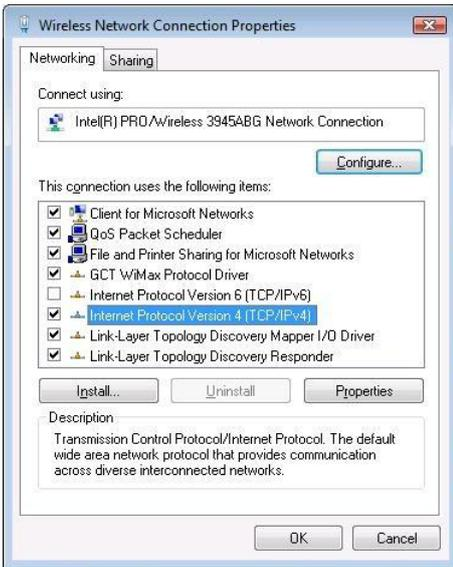 Wireless Network Connection Properties
Networking
Sharing
Connect using:
Intel(R) PRO/Wireless 3945ABG Network Connection
Configure...
This connection uses the following items:
Client for Microsoft Networks
QoS Packet Scheduler
File and Printer Sharing for Microsoft Networks
GCT WiMax Protocol Driver
Internet Protocol Version 6 (TCP/IPv6)
Internet Protocol Version 4 (TCP/IPv4)
Link-Layer Topology Discovery Mapper I/O Driver
Link-Layer Topology Discovery Responder
Install...
Uninstall
Properties
Description
Transmission Control Protocol/Internet Protocol. The default
wide area network protocol that provides communication
across diverse interconnected networks.
OK
Cancel